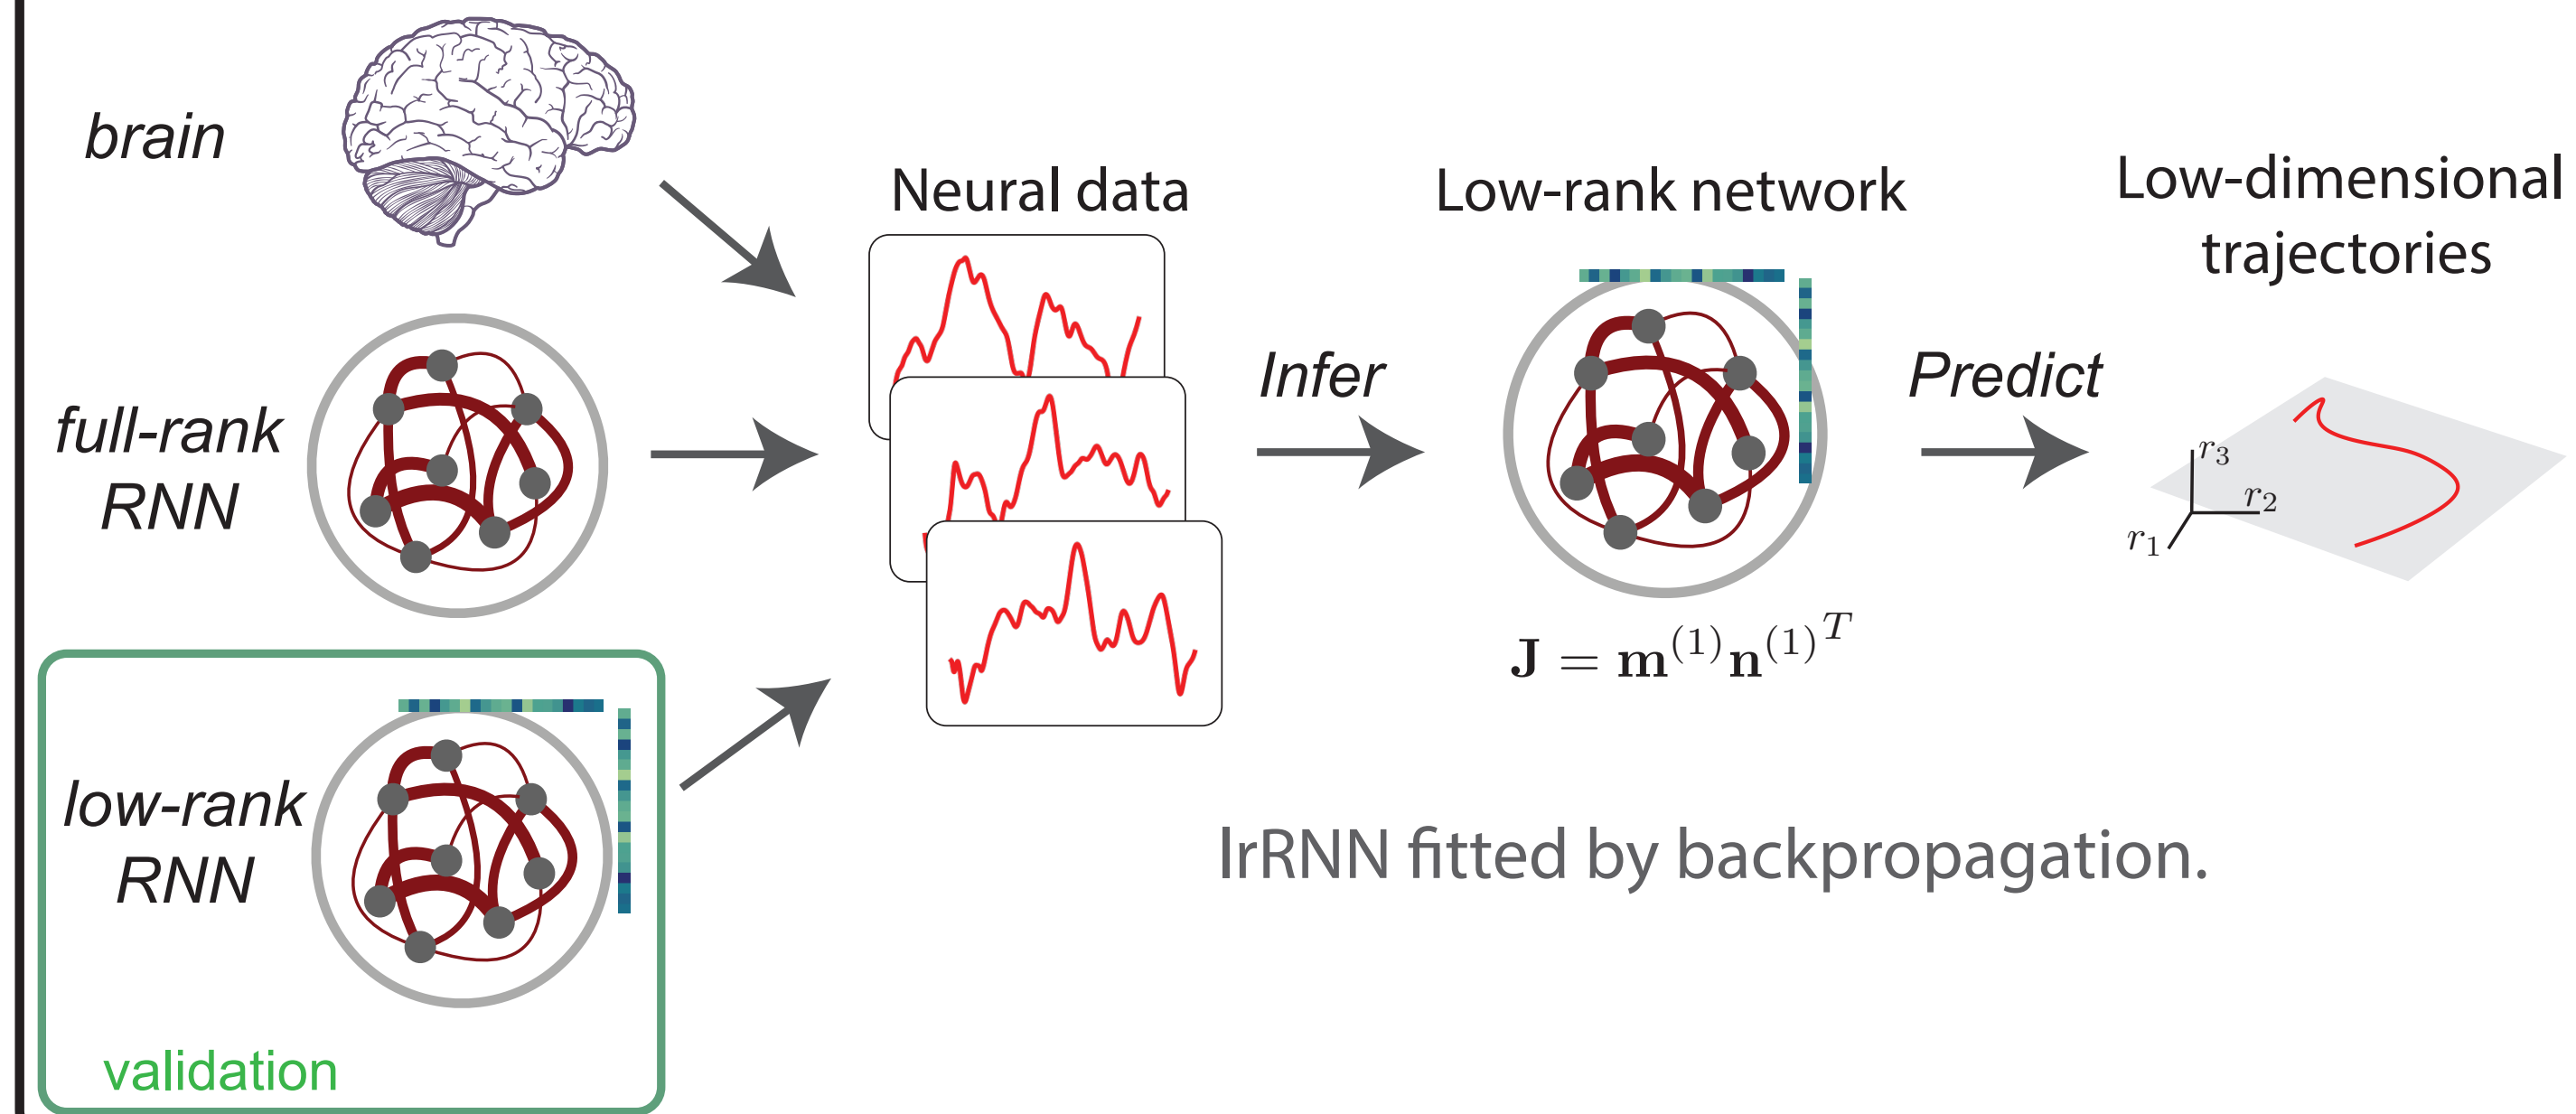 brain
full-rank
RNN
low-rank
RNN
validation
Neural data
Infer
Low-rank network
J = m⁽¹⁾n⁽¹⁾ᵀ
Predict
Low-dimensional
trajectories
r₃
r₂
r₁
lrRNN fitted by backpropagation.